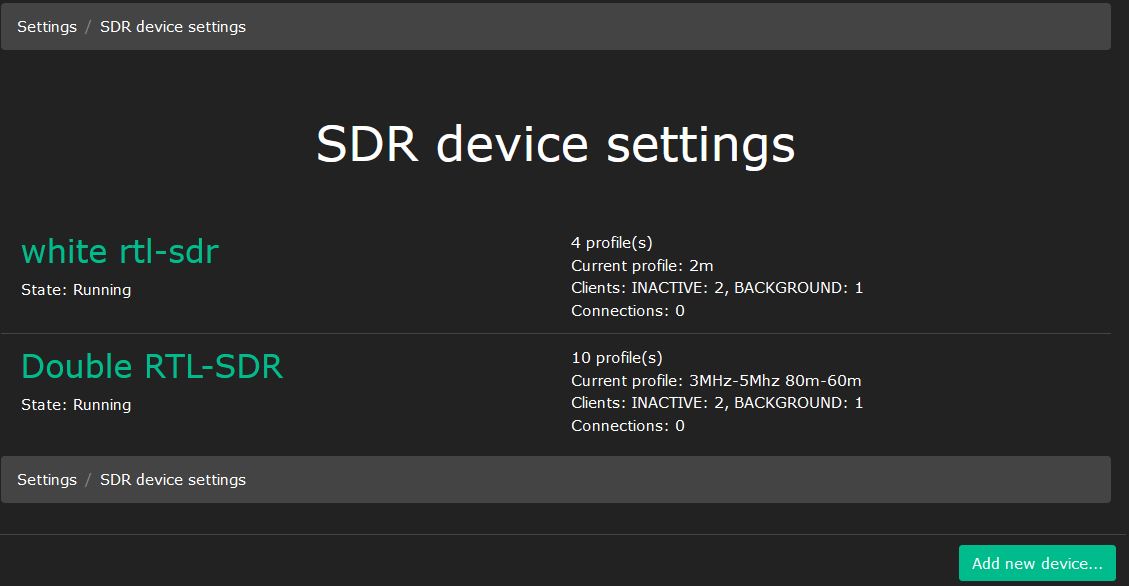 Settings / SDR device settings
SDR device settings
white rtl-sdr
State: Running
4 profile(s)
Current profile: 2m
Clients: INACTIVE: 2, BACKGROUND: 1
Connections: 0
Double RTL-SDR
State: Running
10 profile(s)
Current profile: 3MHz-5Mhz 80m-60m
Clients: INACTIVE: 2, BACKGROUND: 1
Connections: 0
Settings / SDR device settings
Add new device...